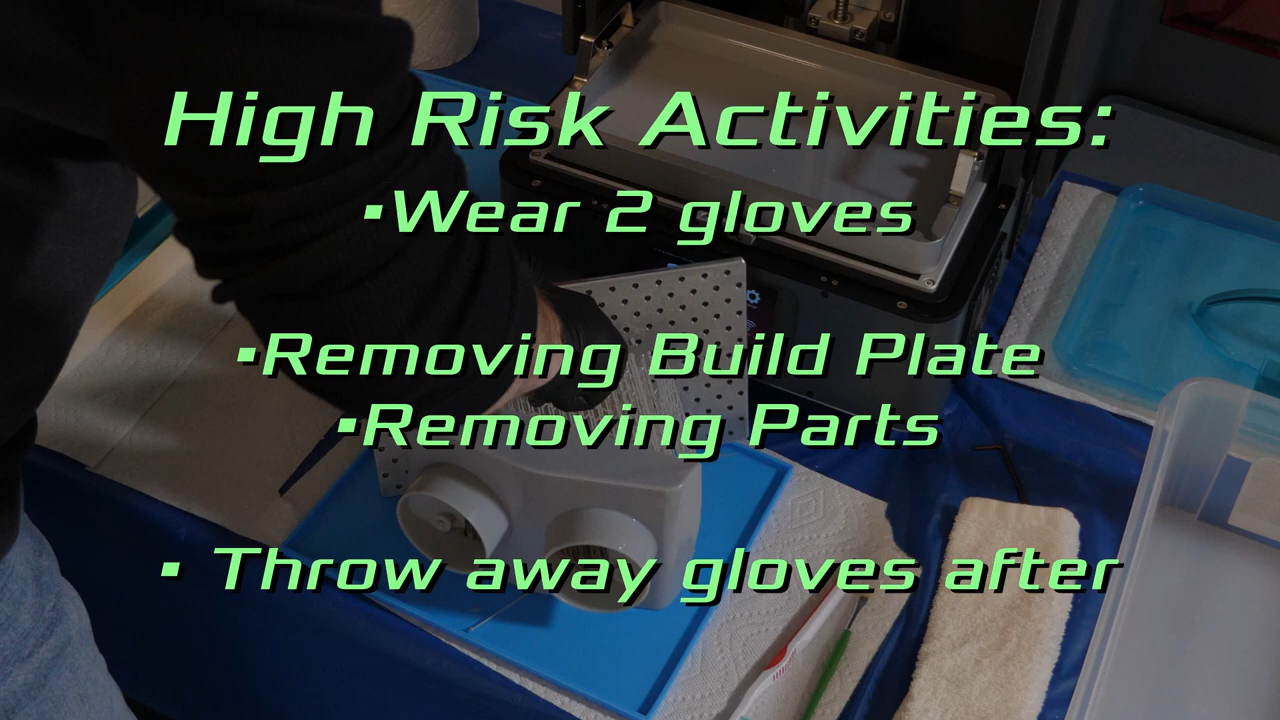 High Risk Activities:
▪Wear 2 gloves
▪Removing Build Plate
▪Removing Parts
▪ Throw away gloves after